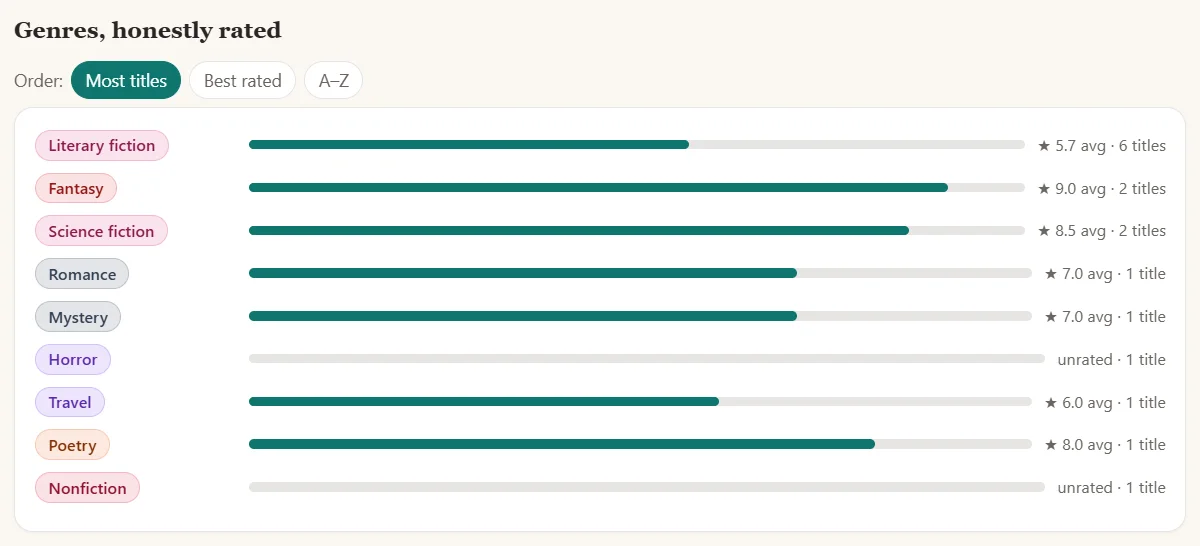 Genres, honestly rated
Order: Most titles Best rated A–Z
Literary fiction ★ 5.7 avg · 6 titles
Fantasy ★ 9.0 avg · 2 titles
Science fiction ★ 8.5 avg · 2 titles
Romance ★ 7.0 avg · 1 title
Mystery ★ 7.0 avg · 1 title
Horror unrated · 1 title
Travel ★ 6.0 avg · 1 title
Poetry ★ 8.0 avg · 1 title
Nonfiction unrated · 1 title